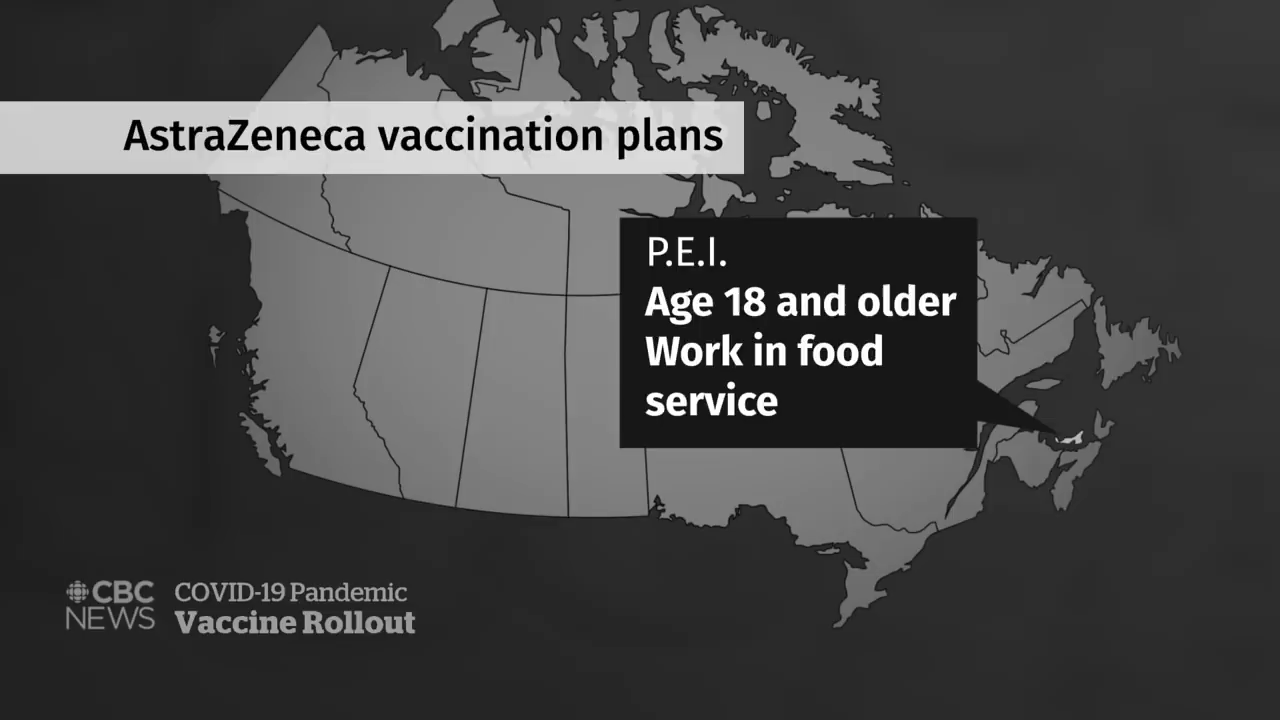 AstraZeneca vaccination plans
P.E.I.
Age 18 and older
Work in food
service
CBC
NEWS
COVID-19 Pandemic
Vaccine Rollout